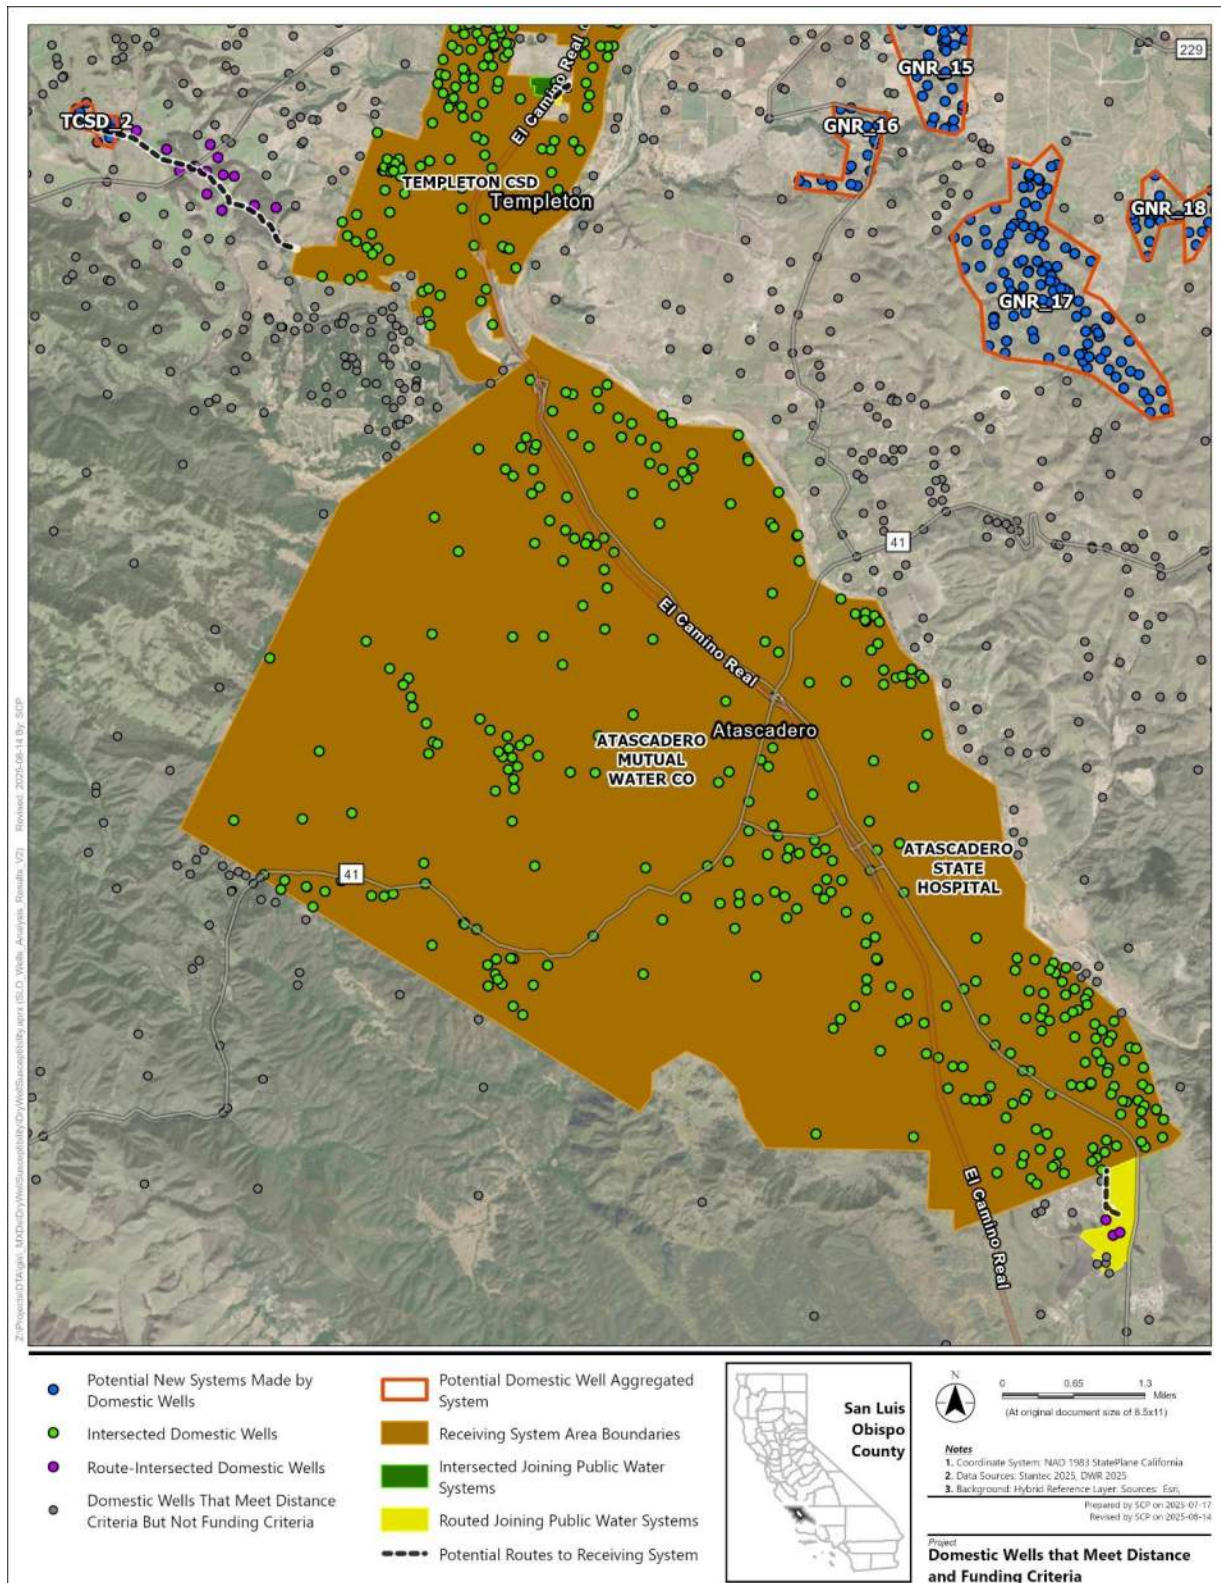 229
GNR_15
El Camino Real
TCSD_2
GNR_16
TEMPLETON CSD
Templeton
GNR_18
GNR_17
41
El Camino Real
ATASCADERO
MUTUAL
WATER CO
Atascadero
ATASCADERO
STATE
HOSPITAL
41
El Camino Real
Revised: 2025-08-14 By: SCP
Potential New Systems Made by
Domestic Wells
Intersected Domestic Wells
Route-Intersected Domestic Wells
Domestic Wells That Meet Distance
Criteria But Not Funding Criteria
Potential Domestic Well Aggregated
System
Receiving System Area Boundaries
Intersected Joining Public Water
Systems
Routed Joining Public Water Systems
Potential Routes to Receiving System
San Luis
Obispo
County
N
0 0.65 1.3
Miles
(At original document size of 8.5x11)
Notes
1. Coordinate System: NAD 1983 StatePlane California
2. Data Sources: Stantec 2025, DWR 2025
3. Background: Hybrid Reference Layer: Sources: Esri,
Prepared by SCP on 2025-07-17
Revised by SCP on 2025-08-14
Project
Domestic Wells that Meet Distance
and Funding Criteria